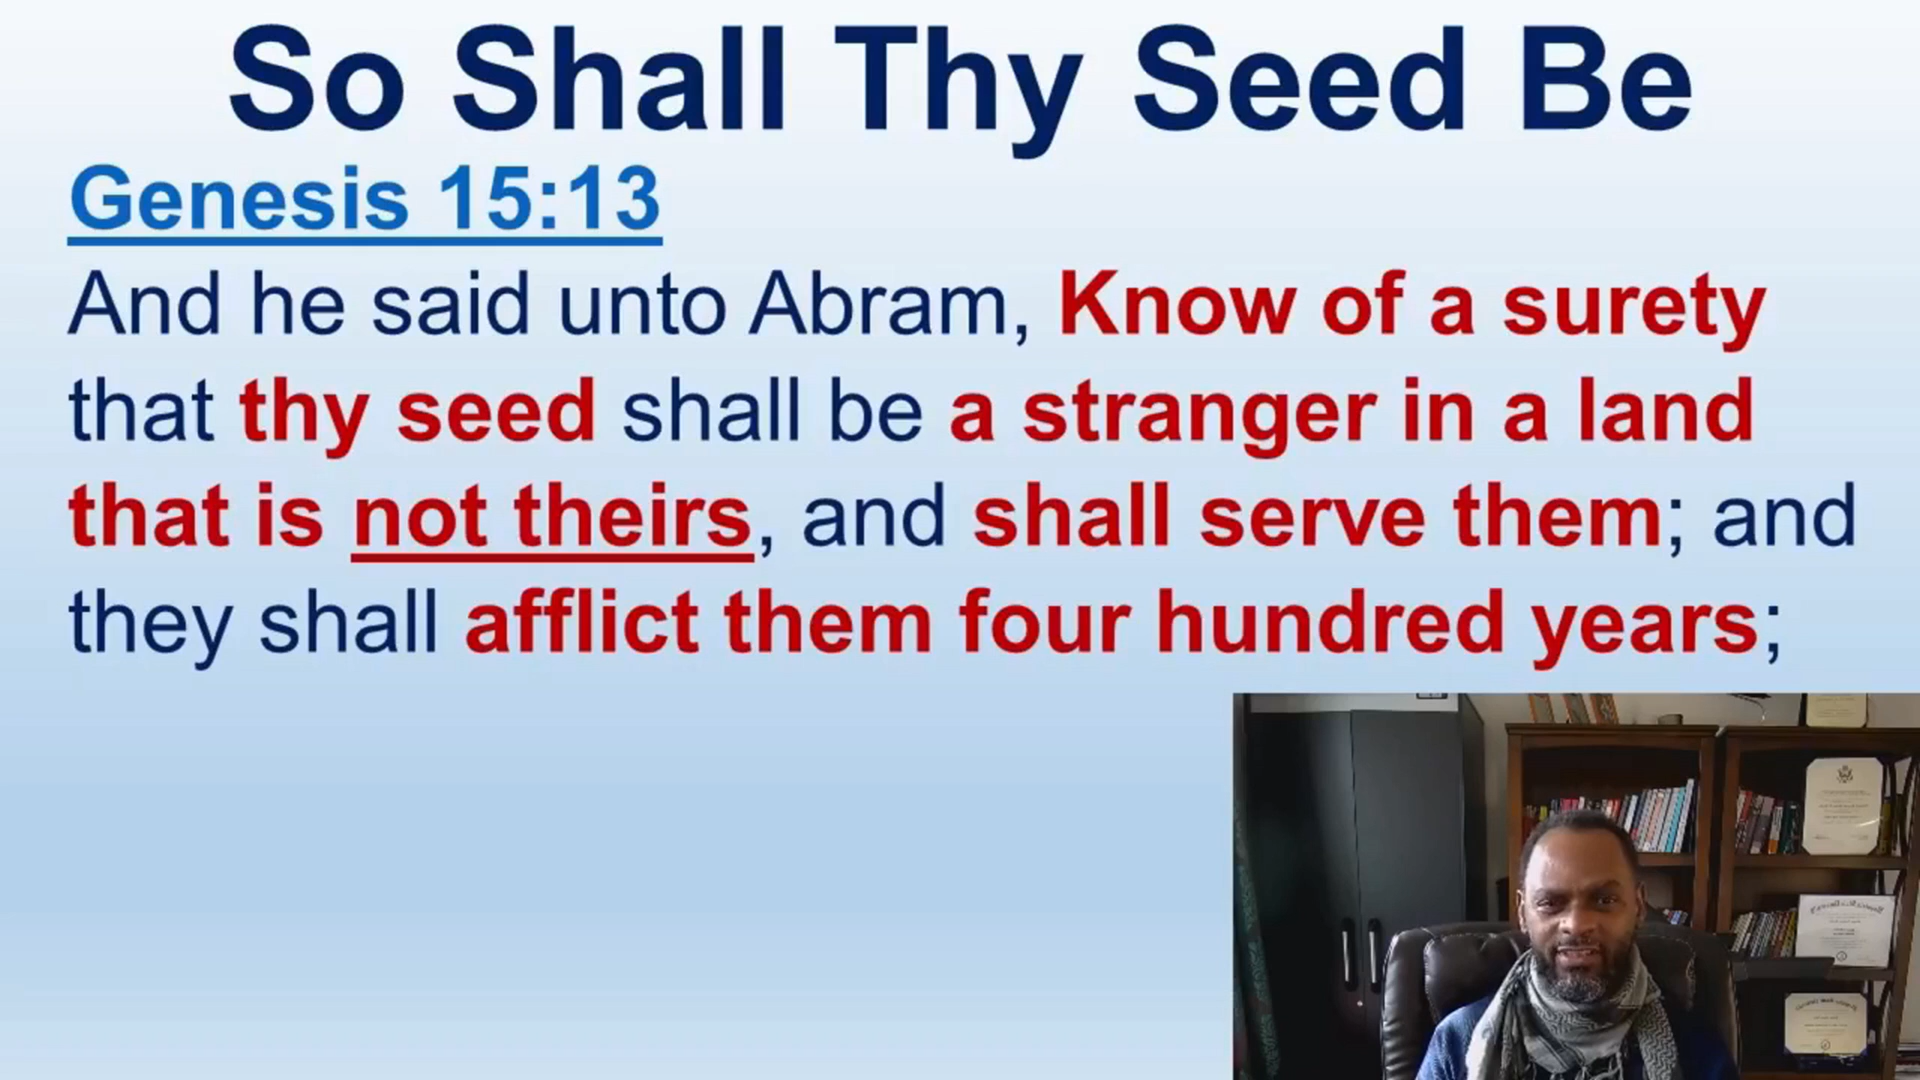 So Shall Thy Seed Be
Genesis 15:13
And he said unto Abram, Know of a surety
that thy seed shall be a stranger in a land
that is not theirs, and shall serve them; and
they shall afflict them four hundred years;